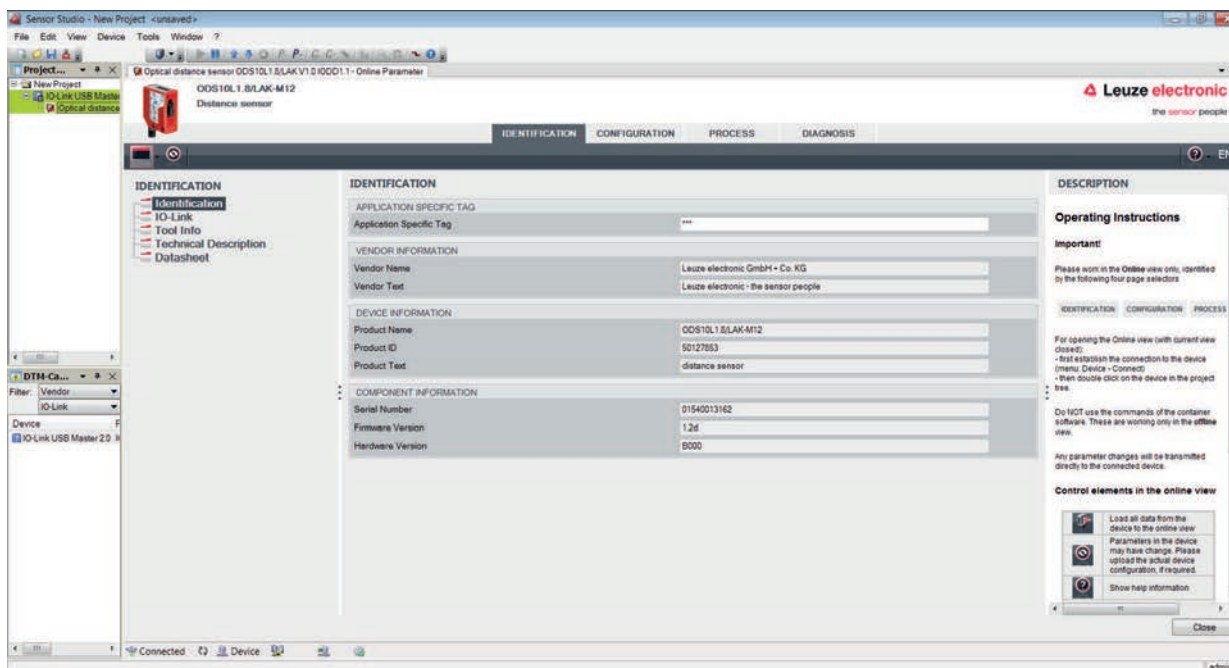 Sensor Studio - New Project <unsaved>
File Edit View Device Tools Window ?
Project...
New Project
IO-Link USB Master
Optical distance
Optical distance sensor ODS10L1.8/LAK V1.0 IODD1.1 - Online Parameter
ODS10L1.8/LAK-M12
Distance sensor
Leuze electronic
the sensor people
IDENTIFICATION CONFIGURATION PROCESS DIAGNOSIS
EN
IDENTIFICATION
Identification
IO-Link
Tool Info
Technical Description
Datasheet
IDENTIFICATION
APPLICATION SPECIFIC TAG
Application Specific Tag ***
VENDOR INFORMATION
Vendor Name Leuze electronic GmbH + Co. KG
Vendor Text Leuze electronic - the sensor people
DEVICE INFORMATION
Product Name ODS10L1.8/LAK-M12
Product ID 50127853
Product Text distance sensor
COMPONENT INFORMATION
Serial Number 01540013162
Firmware Version 1.2d
Hardware Version B000
DESCRIPTION
Operating Instructions
Important!
Please work in the Online view only, identified
by the following four page selectors
IDENTIFICATION CONFIGURATION PROCESS
For opening the Online view (with current view
closed):
- first establish the connection to the device
(menu: Device - Connect)
- then double click on the device in the project
tree.
Do NOT use the commands of the container
software. These are working only in the offline
view.
Any parameter changes will be transmitted
directly to the connected device.
Control elements in the online view
Load all data from the
device to the online view
Parameters in the device
may have change. Please
upload the actual device
configuration, if required.
Show help information
Close
DTM-Ca...
Filter: Vendor
IO-Link
Device
IO-Link USB Master 2.0
Connected Device